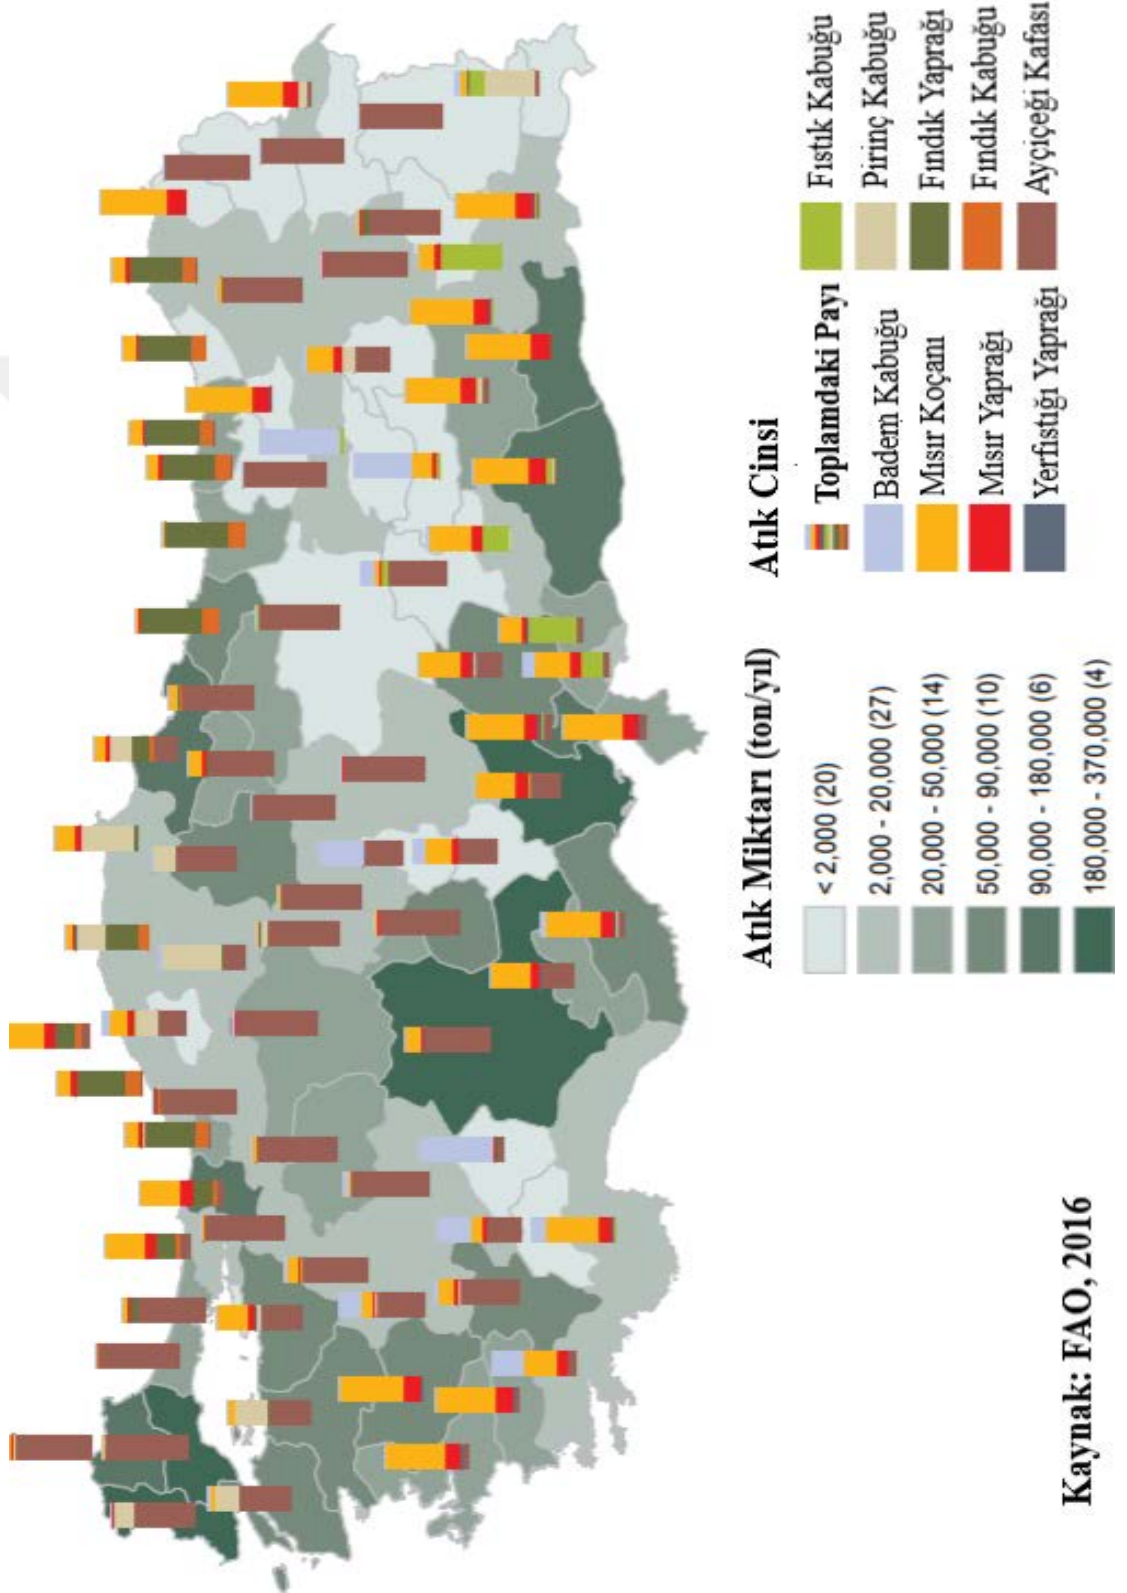 Atık Miktarı (ton/yıl)
< 2,000 (20)
2,000 - 20,000 (27)
20,000 - 50,000 (14)
50,000 - 90,000 (10)
90,000 - 180,000 (6)
180,000 - 370,000 (4)
Atık Cinsi
Toplamdaki Payı
Badem Kabuğu
Mısır Koçanı
Mısır Yaprağı
Yerfıstığı Yaprağı
Fıstık Kabuğu
Pirinç Kabuğu
Fındık Yaprağı
Fındık Kabuğu
Ayçiçeği Kafası
Kaynak: FAO, 2016